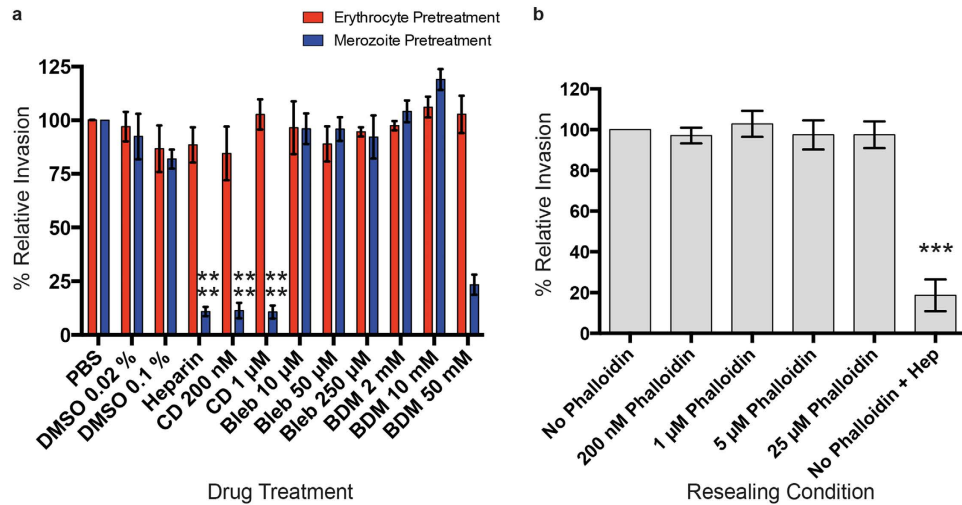 a
Erythrocyte Pretreatment
Merozoite Pretreatment
% Relative Invasion
125
100
75
50
25
0
**
**
**
**
**
**
PBS
DMSO 0.02 %
DMSO 0.1 %
Heparin
CD 200 nM
CD 1 µM
Bleb 10 µM
Bleb 50 µM
Bleb 250 µM
BDM 2 mM
BDM 10 mM
BDM 50 mM
Drug Treatment
b
% Relative Invasion
120
100
80
60
40
20
0
***
No Phalloidin
200 nM Phalloidin
1 µM Phalloidin
5 µM Phalloidin
25 µM Phalloidin
No Phalloidin + Hep
Resealing Condition